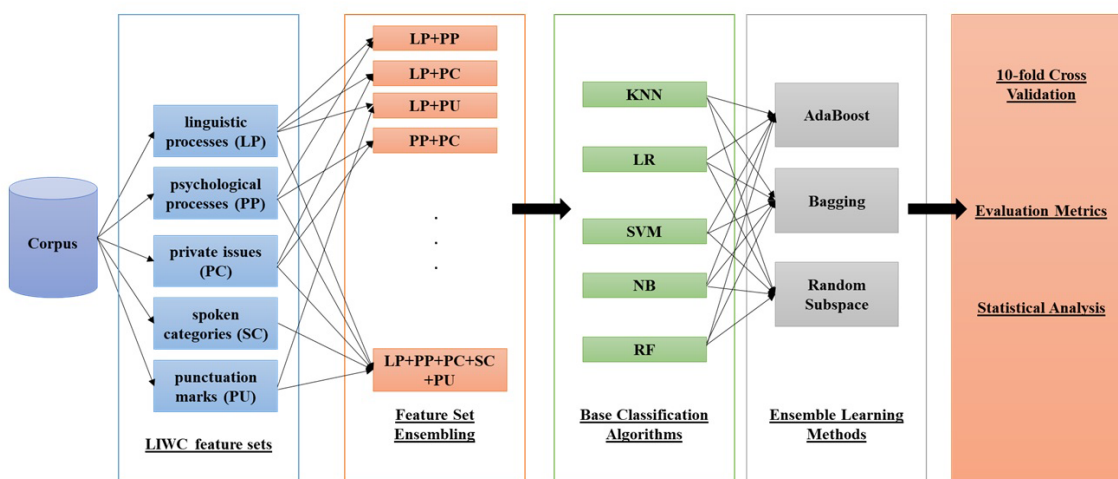 Corpus
linguistic
processes (LP)
psychological
processes (PP)
private issues
(PC)
spoken
categories (SC)
punctuation
marks (PU)
LIWC feature sets
LP+PP
LP+PC
LP+PU
PP+PC
.
.
.
LP+PP+PC+SC
+PU
Feature Set
Ensembling
KNN
LR
SVM
NB
RF
Base Classification
Algorithms
AdaBoost
Bagging
Random
Subspace
Ensemble Learning
Methods
10-fold Cross
Validation
Evaluation Metrics
Statistical Analysis